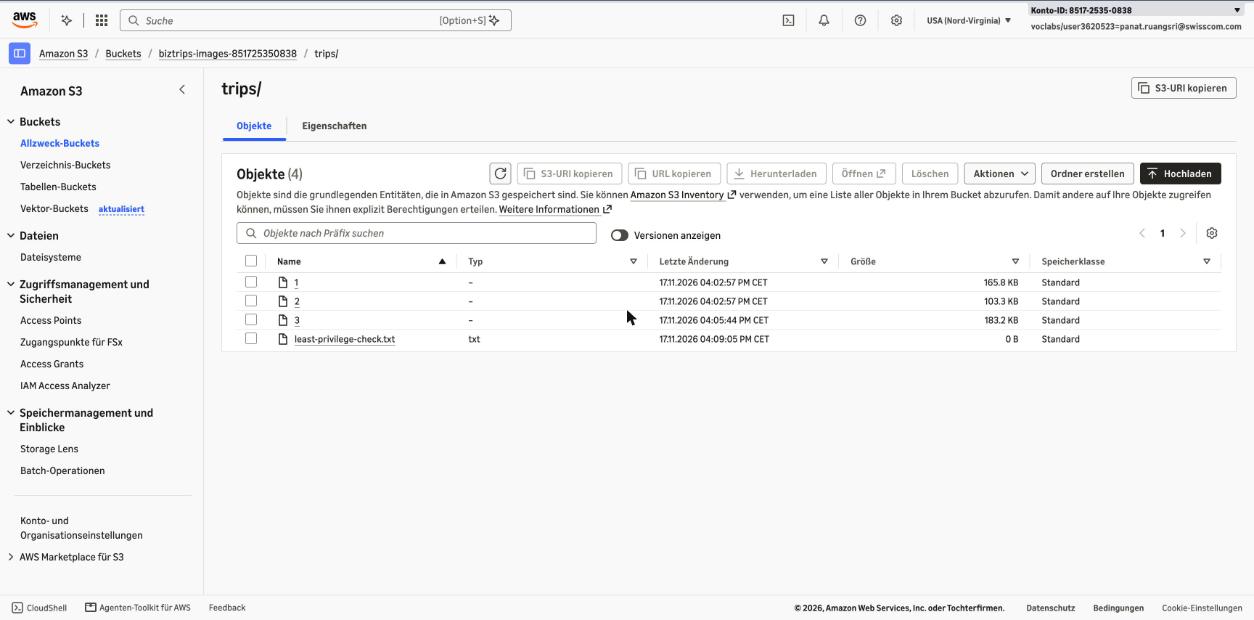 aws
Suche
[Option+S]
USA (Nord-Virginia)
Konto-ID: 8517-2535-0838
voclabs/user3620523=panat.ruangsri@swisscom.com
Amazon S3 / Buckets / biztrips-images-851725350838 / trips/
Amazon S3
Buckets
Allzweck-Buckets
Verzeichnis-Buckets
Tabellen-Buckets
Vektor-Buckets aktualisiert
Dateien
Dateisysteme
Zugriffsmanagement und
Sicherheit
Access Points
Zugangspunkte für FSx
Access Grants
IAM Access Analyzer
Speichermanagement und
Einblicke
Storage Lens
Batch-Operationen
Konto- und
Organisationseinstellungen
AWS Marketplace für S3
trips/
S3-URI kopieren
Objekte Eigenschaften
Objekte (4)
S3-URI kopieren URL kopieren Herunterladen Öffnen Löschen Aktionen Ordner erstellen Hochladen
Objekte sind die grundlegenden Entitäten, die in Amazon S3 gespeichert sind. Sie können Amazon S3 Inventory verwenden, um eine Liste aller Objekte in Ihrem Bucket abzurufen. Damit andere auf Ihre Objekte zugreifen
können, müssen Sie ihnen explizit Berechtigungen erteilen. Weitere Informationen
Objekte nach Präfix suchen
Versionen anzeigen
1
Name Typ Letzte Änderung Größe Speicherklasse
1 – 17.11.2026 04:02:57 PM CET 165.8 KB Standard
2 – 17.11.2026 04:02:57 PM CET 103.3 KB Standard
3 – 17.11.2026 04:05:44 PM CET 183.2 KB Standard
least-privilege-check.txt txt 17.11.2026 04:09:05 PM CET 0 B Standard
CloudShell Agenten-Toolkit für AWS Feedback
© 2026, Amazon Web Services, Inc. oder Tochterfirmen. Datenschutz Bedingungen Cookie-Einstellungen